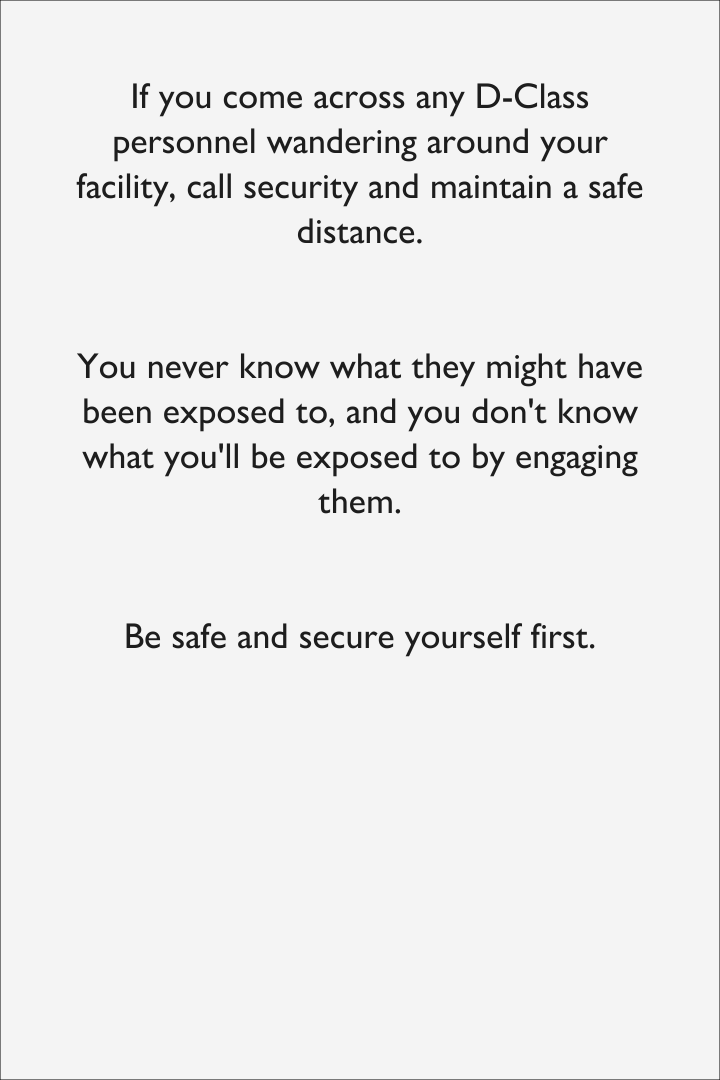 If you come across any D-Class
personnel wandering around your
facility, call security and maintain a safe
distance.
You never know what they might have
been exposed to, and you don't know
what you'll be exposed to by engaging
them.
Be safe and secure yourself first.